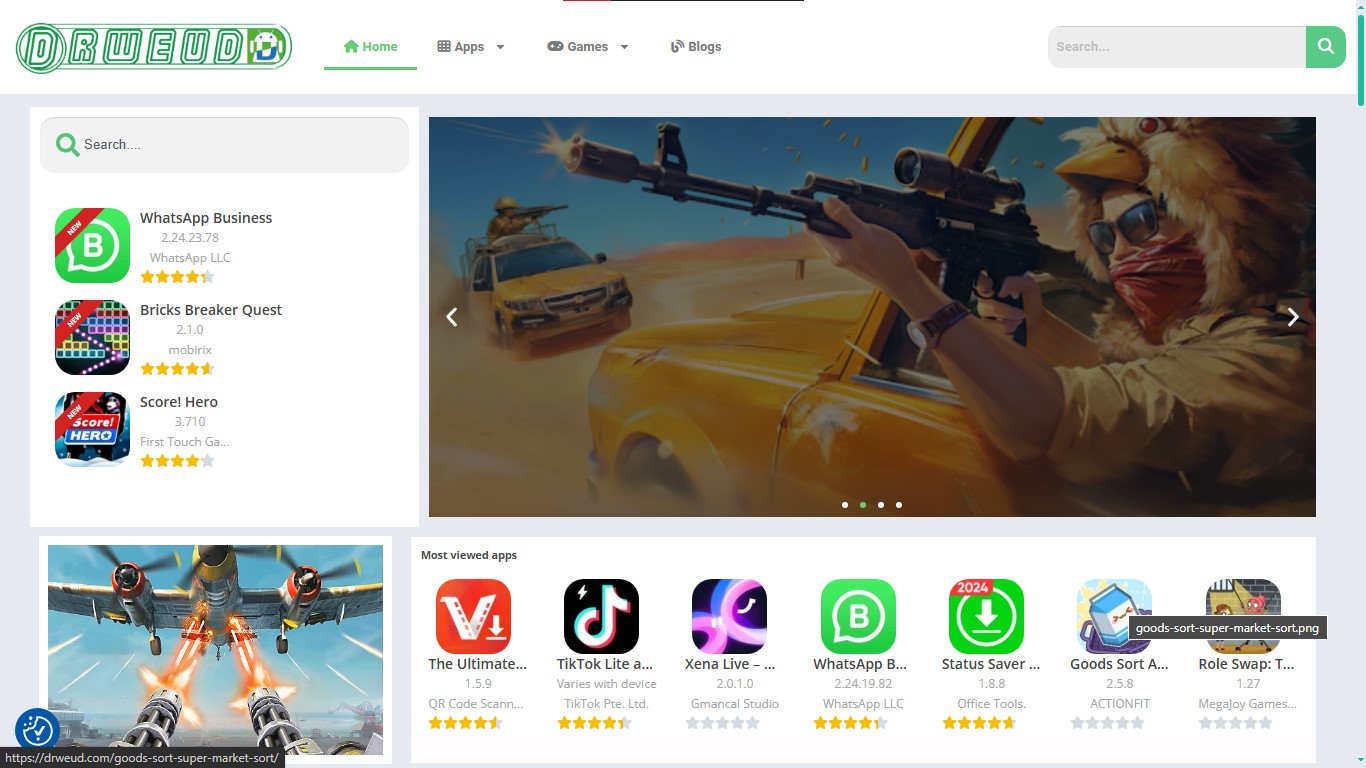 DRWEUD
Home
Apps
Games
Blogs
Search...
Search....
NEW
WhatsApp Business
2.24.23.78
WhatsApp LLC
NEW
Bricks Breaker Quest
2.1.0
mobirix
NEW
Score!
HERO
Score! Hero
3.710
First Touch Ga...
Most viewed apps
2024
goods-sort-super-market-sort.png
The Ultimate...
TikTok Lite a...
Xena Live – ...
WhatsApp B...
Status Saver ...
Goods Sort A...
Role Swap: T...
1.5.9
Varies with device
2.0.1.0
2.24.19.82
1.8.8
2.5.8
1.27
QR Code Scann...
TikTok Pte. Ltd.
Gmancal Studio
WhatsApp LLC
Office Tools.
ACTIONFIT
MegaJoy Games...
https://drweud.com/goods-sort-super-market-sort/